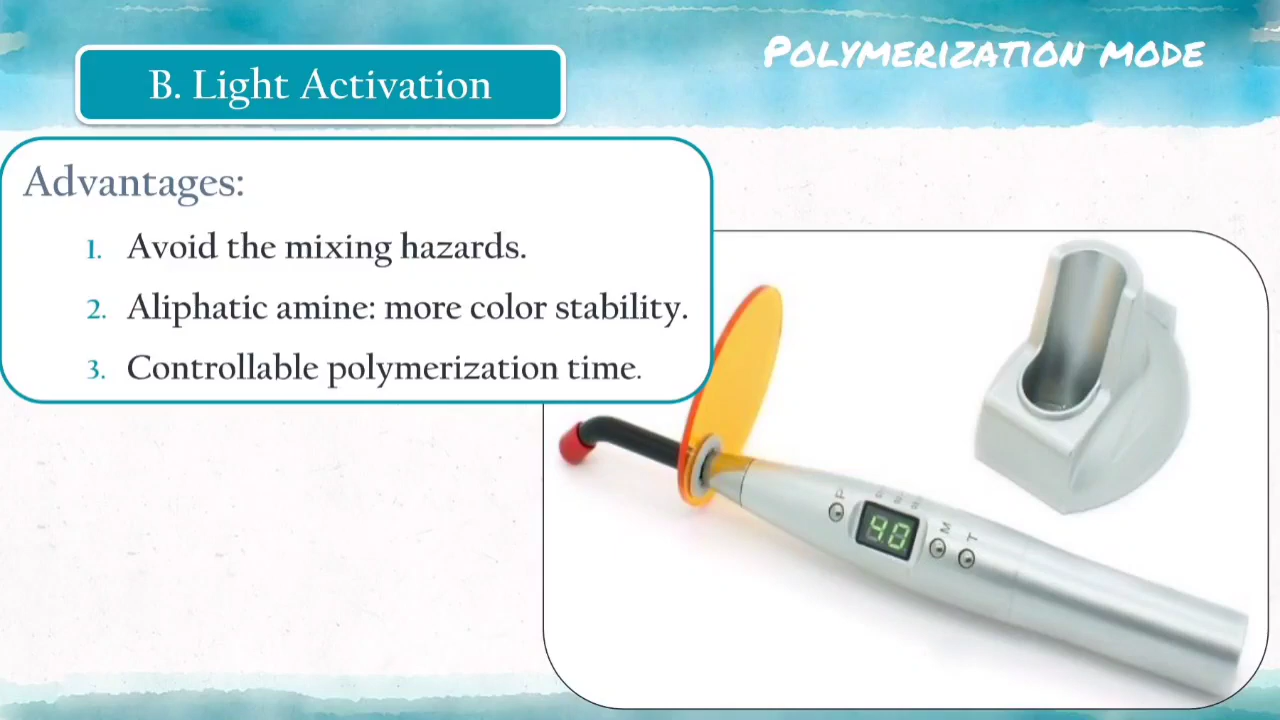 POLYMERIZATION MODE
B. Light Activation
Advantages:
1. Avoid the mixing hazards.
2. Aliphatic amine: more color stability.
3. Controllable polymerization time.
P
40
M
T